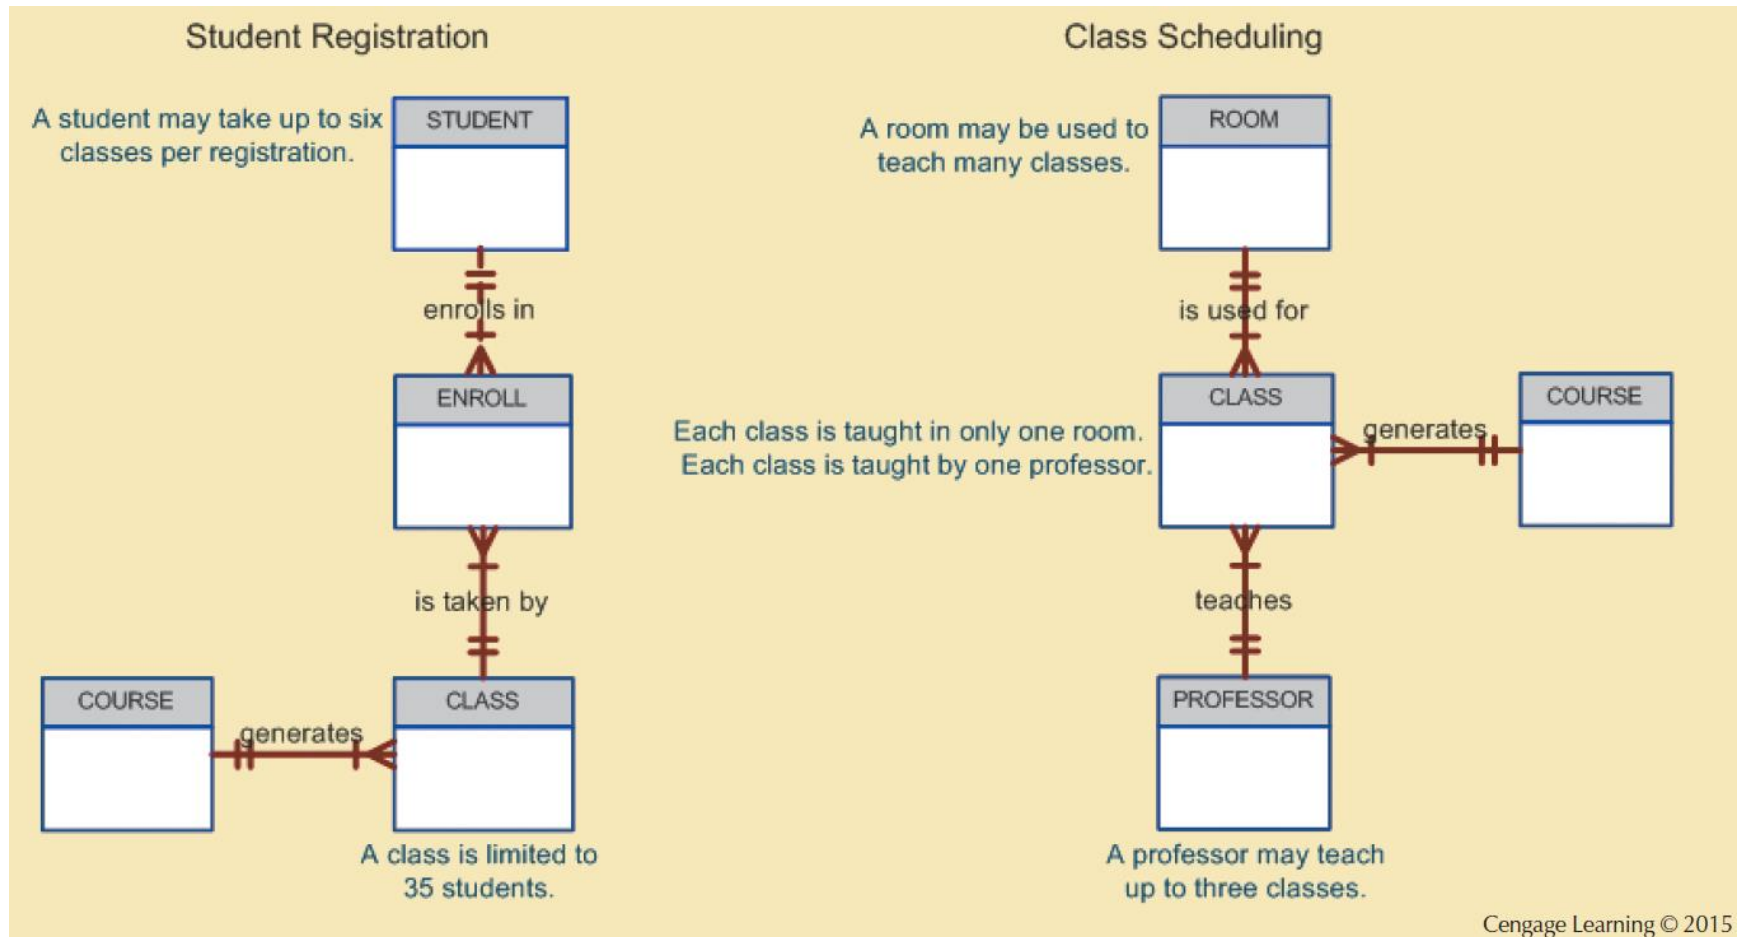 Student Registration
A student may take up to six
classes per registration.
STUDENT
enrolls in
ENROLL
is taken by
COURSE
generates
CLASS
A class is limited to
35 students.
Class Scheduling
A room may be used to
teach many classes.
ROOM
is used for
CLASS
generates
COURSE
Each class is taught in only one room.
Each class is taught by one professor.
teaches
PROFESSOR
A professor may teach
up to three classes.
Cengage Learning © 2015